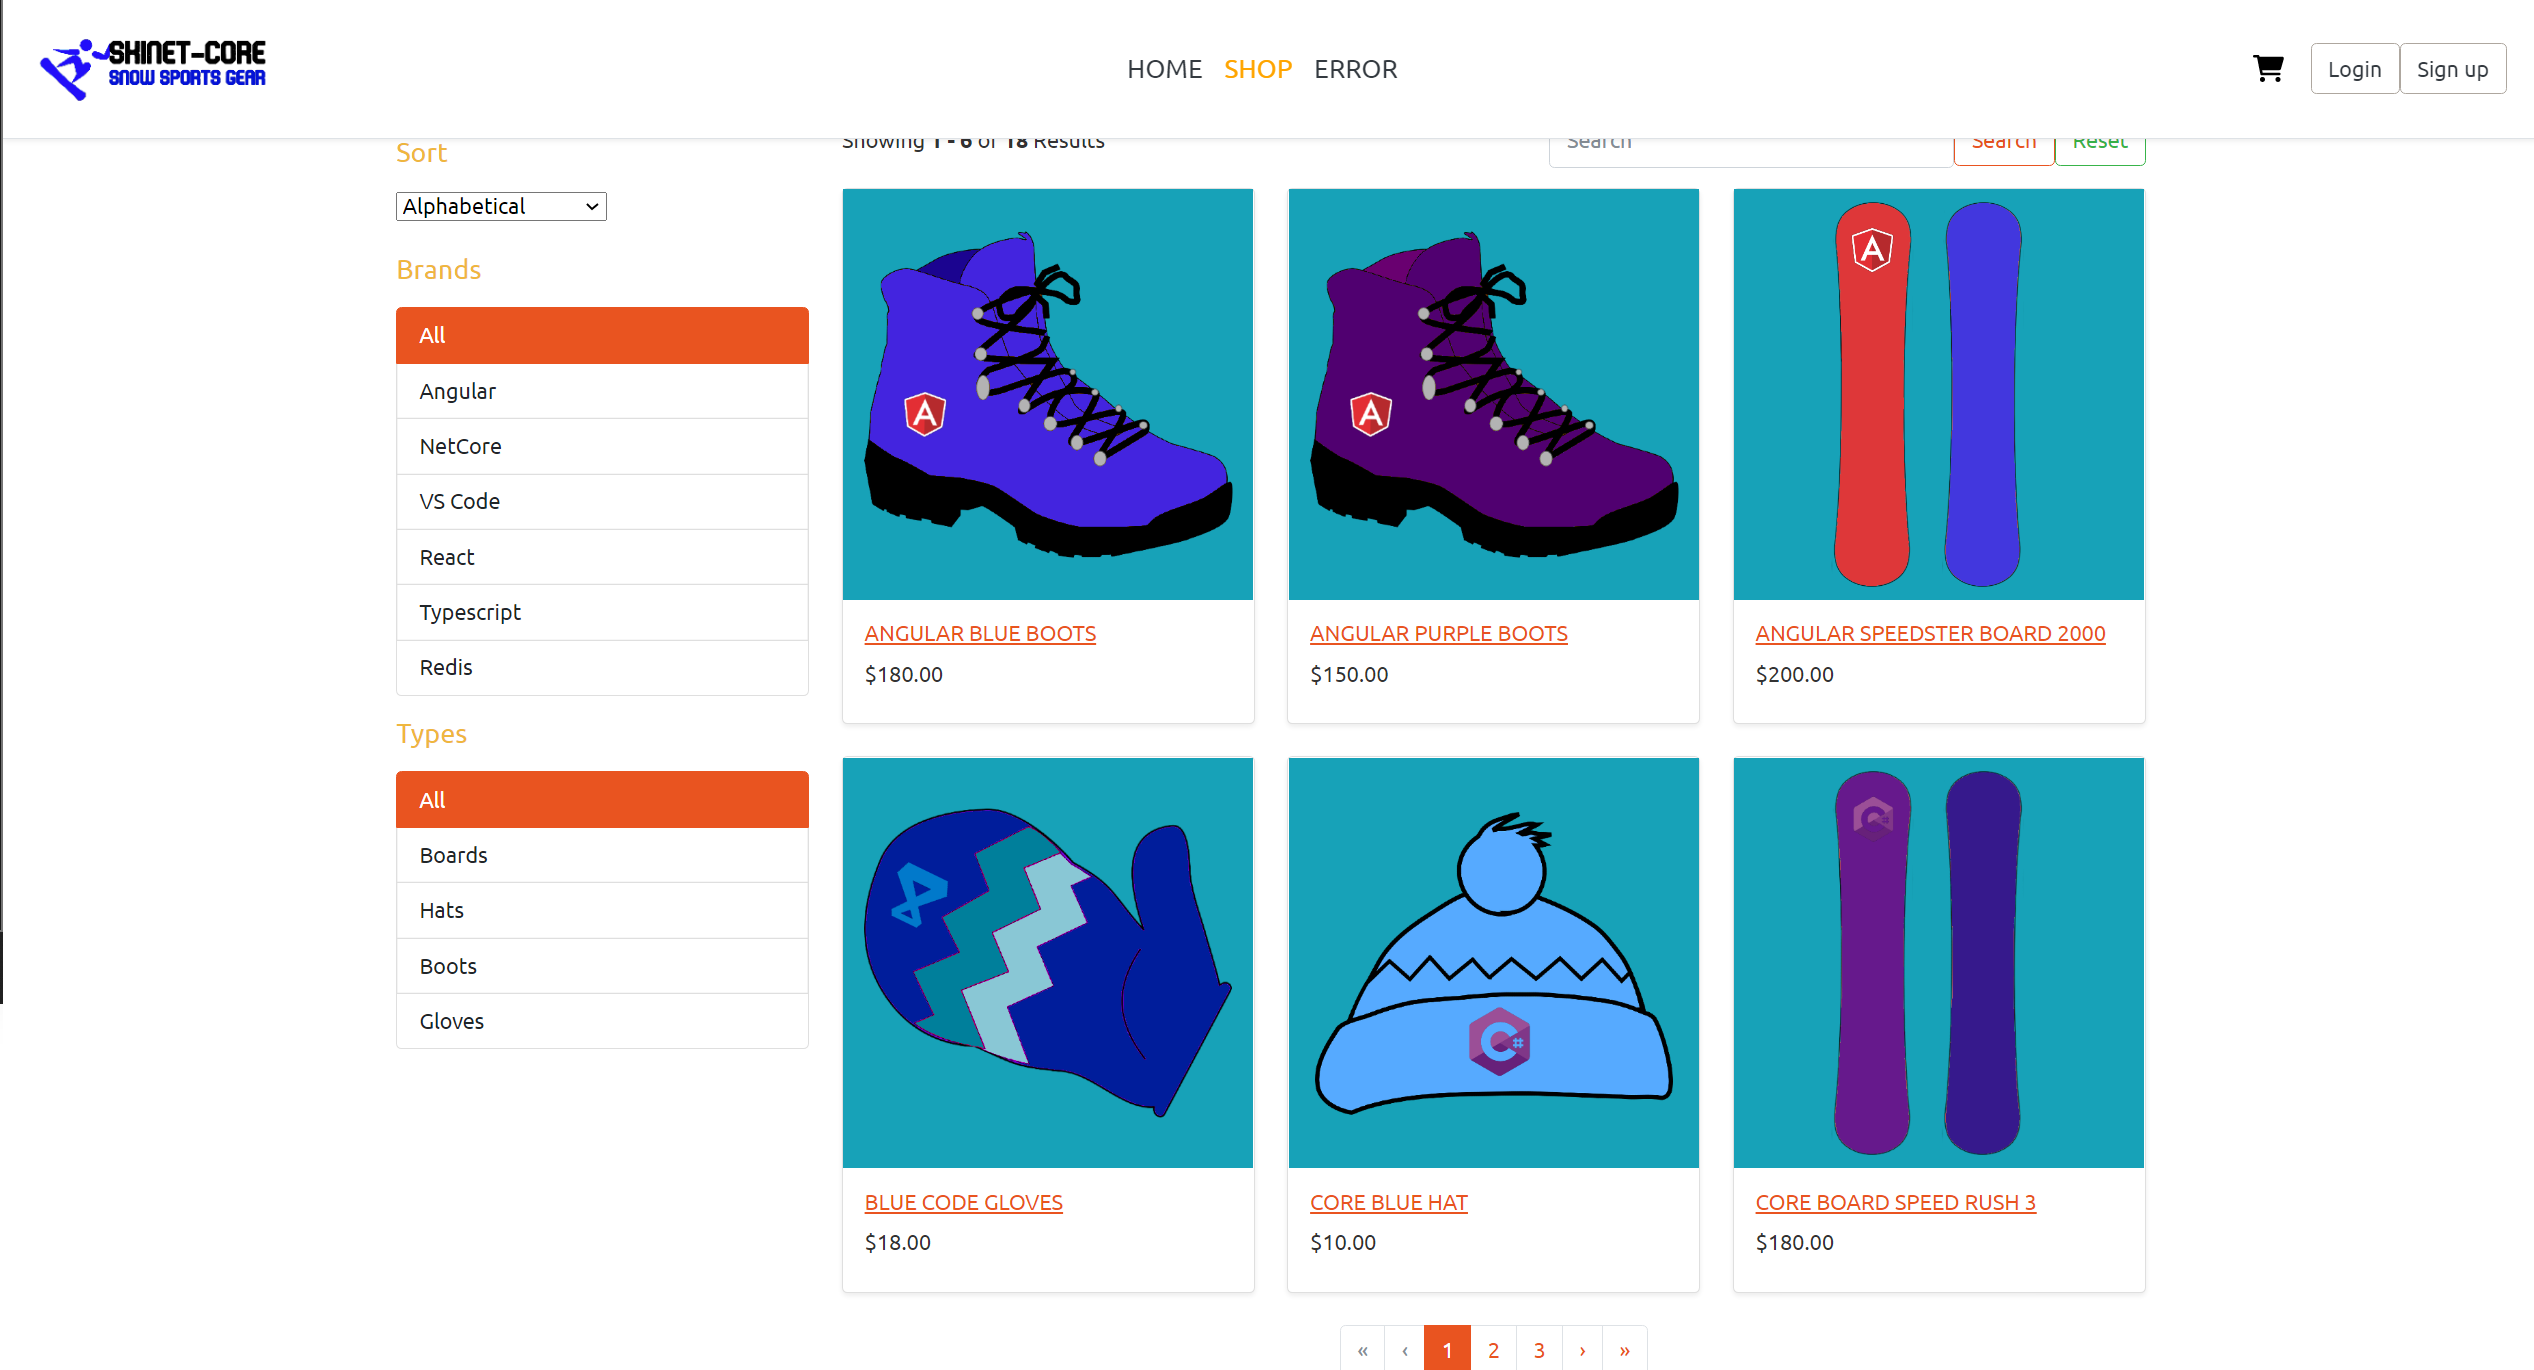 SKINET-CORE
SNOW SPORTS GEAR
HOME SHOP ERROR
Login Sign up
Sort
Showing 1 - 6 of 18 Results
Search
Search
Reset
Alphabetical
Brands
All
Angular
NetCore
VS Code
React
Typescript
Redis
Types
All
Boards
Hats
Boots
Gloves
A
A
A
ANGULAR BLUE BOOTS
$180.00
ANGULAR PURPLE BOOTS
$150.00
ANGULAR SPEEDSTER BOARD 2000
$200.00
C#
C#
BLUE CODE GLOVES
$18.00
CORE BLUE HAT
$10.00
CORE BOARD SPEED RUSH 3
$180.00
« ‹ 1 2 3 › »